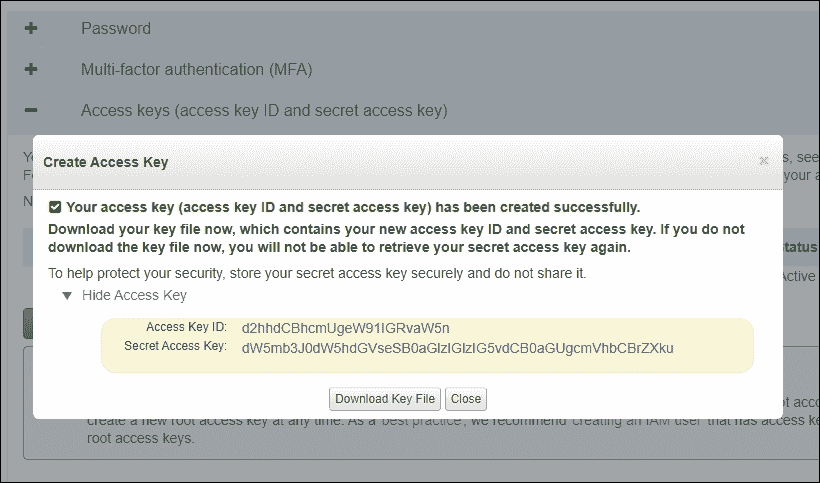 Password
Multi-factor authentication (MFA)
Access keys (access key ID and secret access key)
Create Access Key
see
your
Your access key (access key ID and secret access key) has been created successfully.
Download your key file now, which contains your new access key ID and secret access key. If you do not
download the key file now, you will not be able to retrieve your secret access key again.
Status
To help protect your security, store your secret access key securely and do not share it.
Active
Hide Access Key
Access Key ID: d2hhdCBhcmUgeW91IGRvaW5n
Secret Access Key: dW5mb3J0dW5hdGVseSB0aGlzIGlzIG5vdCB0aGUgcmVhbCBrZXku
Download Key File Close
create a new root access key at any time. As a best practice, we recommend creating an IAM user that has access
root access keys.